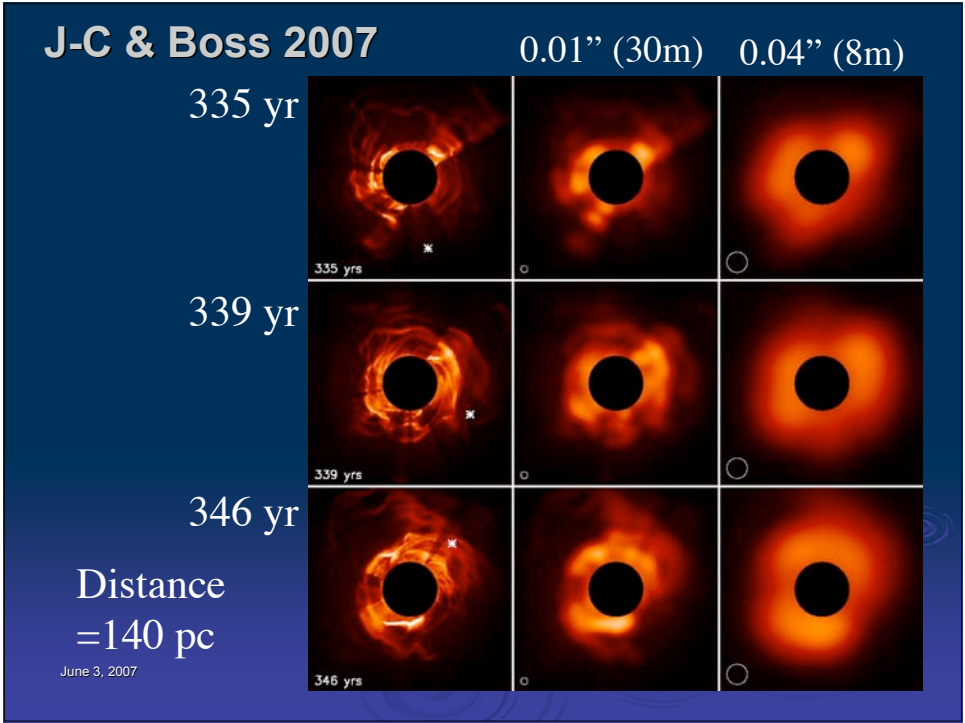 J-C & Boss 2007
0.01” (30m) 0.04” (8m)
335 yr
335 yrs
339 yr
339 yrs
346 yr
346 yrs
Distance
=140 pc
June 3, 2007